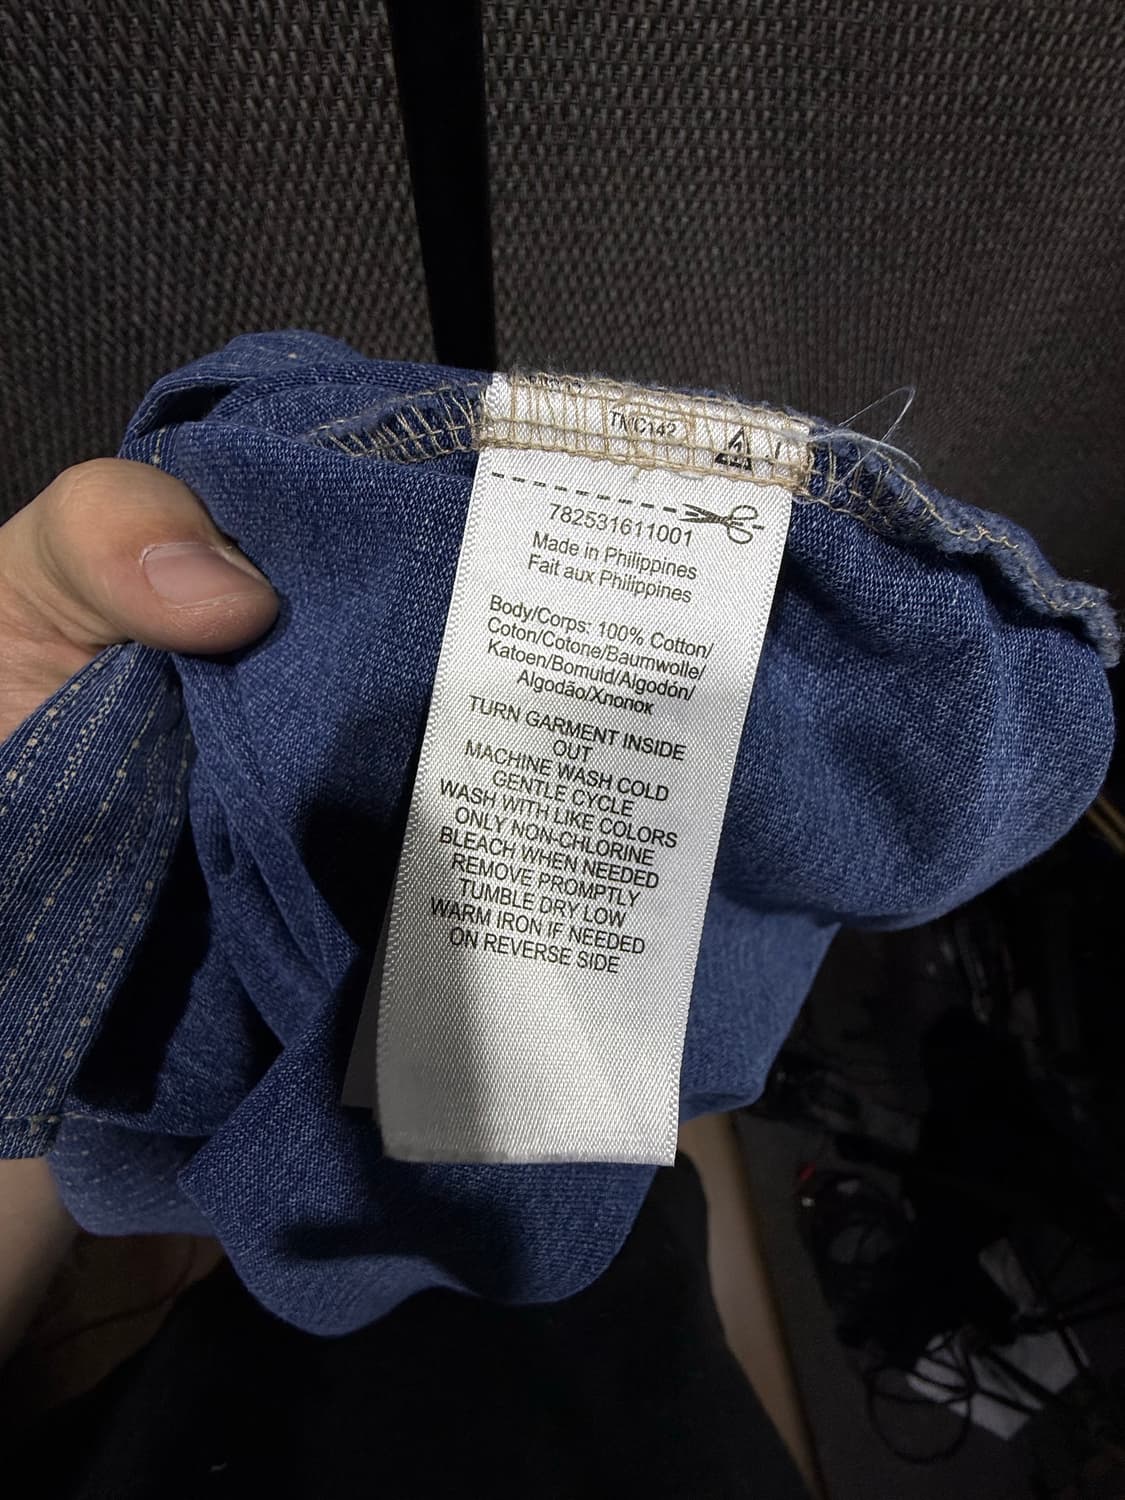 TMC142
782531611001
Made in Philippines
Fait aux Philippines
Body/Corps: 100% Cotton/
Coton/Cotone/Baumwolle/
Katoen/Bomuld/Algodón/
Algodão/Хлопок
TURN GARMENT INSIDE
OUT
MACHINE WASH COLD
GENTLE CYCLE
WASH WITH LIKE COLORS
ONLY NON-CHLORINE
BLEACH WHEN NEEDED
REMOVE PROMPTLY
TUMBLE DRY LOW
WARM IRON IF NEEDED
ON REVERSE SIDE